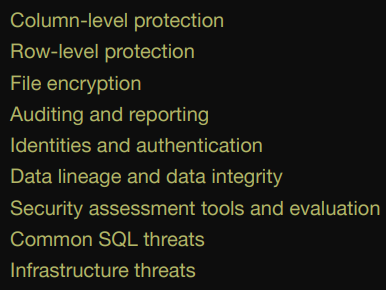 Column-level protection
Row-level protection
File encryption
Auditing and reporting
Identities and authentication
Data lineage and data integrity
Security assessment tools and evaluation
Common SQL threats
Infrastructure threats